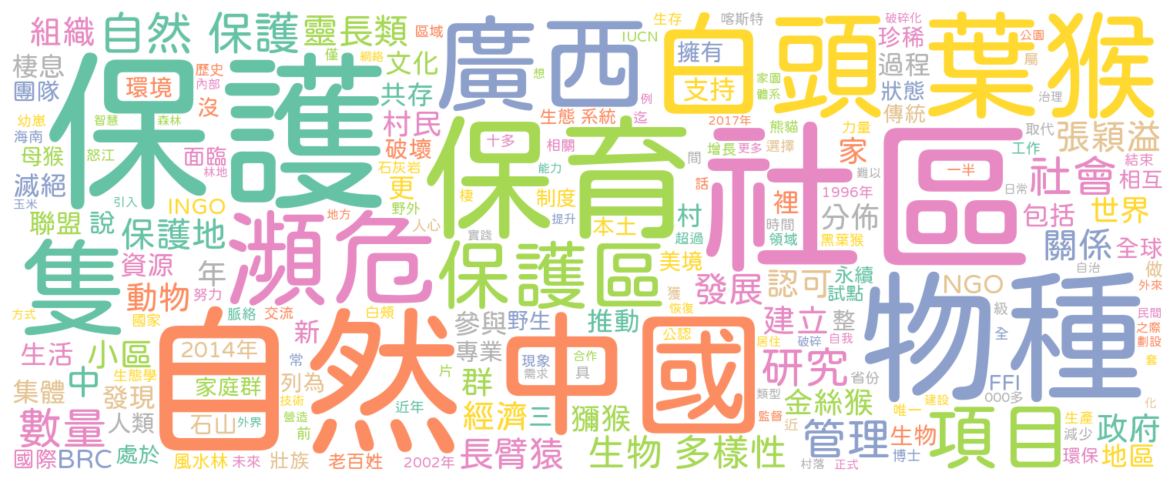 組織 自然 保護 靈長類 區域 廣西 生存 喀斯特 破碎化 公園
IUCN 白頭葉猴 擁有 珍稀 屬
棲息 歷史 僅 網絡 文化 想 家園 過程
團隊 環境 內部 保護 共存 例 支持 體系 狀態 治理
幼崽 智慧 森林 沒 村民 生態 系統 迄 2017年 熊貓 力量 傳統
海南 怒江 面臨 破壞 十多 相關 保育 增長 更多 選擇 取代 張穎溢
母猴 林地 石灰岩 間 家 社區 一半 工作 結束
滅絕 更 能力 話 難以 社會 相互
玉米 引入 INGO 野外 棲 制度 裡 1996年 日常
聯盟 說 地方 瀕危 人心 提升 本土 村 時間 分佈 包括 世界
保護地 實踐 超過 領域 黑葉猴 關係 全球
隻 資源 年 保護區 美境 認可 永續 自治 做
動物 努力 獲 發展 試點 NGO 外來
方式 國家 脈絡 交流 白頰 恢復 物種 級 民間
生活 小區 2014年 新 自然 參與 野生 推動 公認 建立 整 全 之際
中 生態學 常 專業 中國 現象 合作 居住 破碎 自我 劃設
集體 發現 家庭群 列為 片 群 需求 具 研究 省份 FFI 套
數量 人類 石山 外界 技術 近年 經濟 三 獼猴 類型 金絲猴 000多 化
營造 監督 唯一 建設 生產 政府
國際 BRC 處於 前 老百姓 長臂猿 生物 多樣性 近 管理 生物 項目 減少
風水林 未來 壯族 2002年 村落 博士 正式 環保 地區